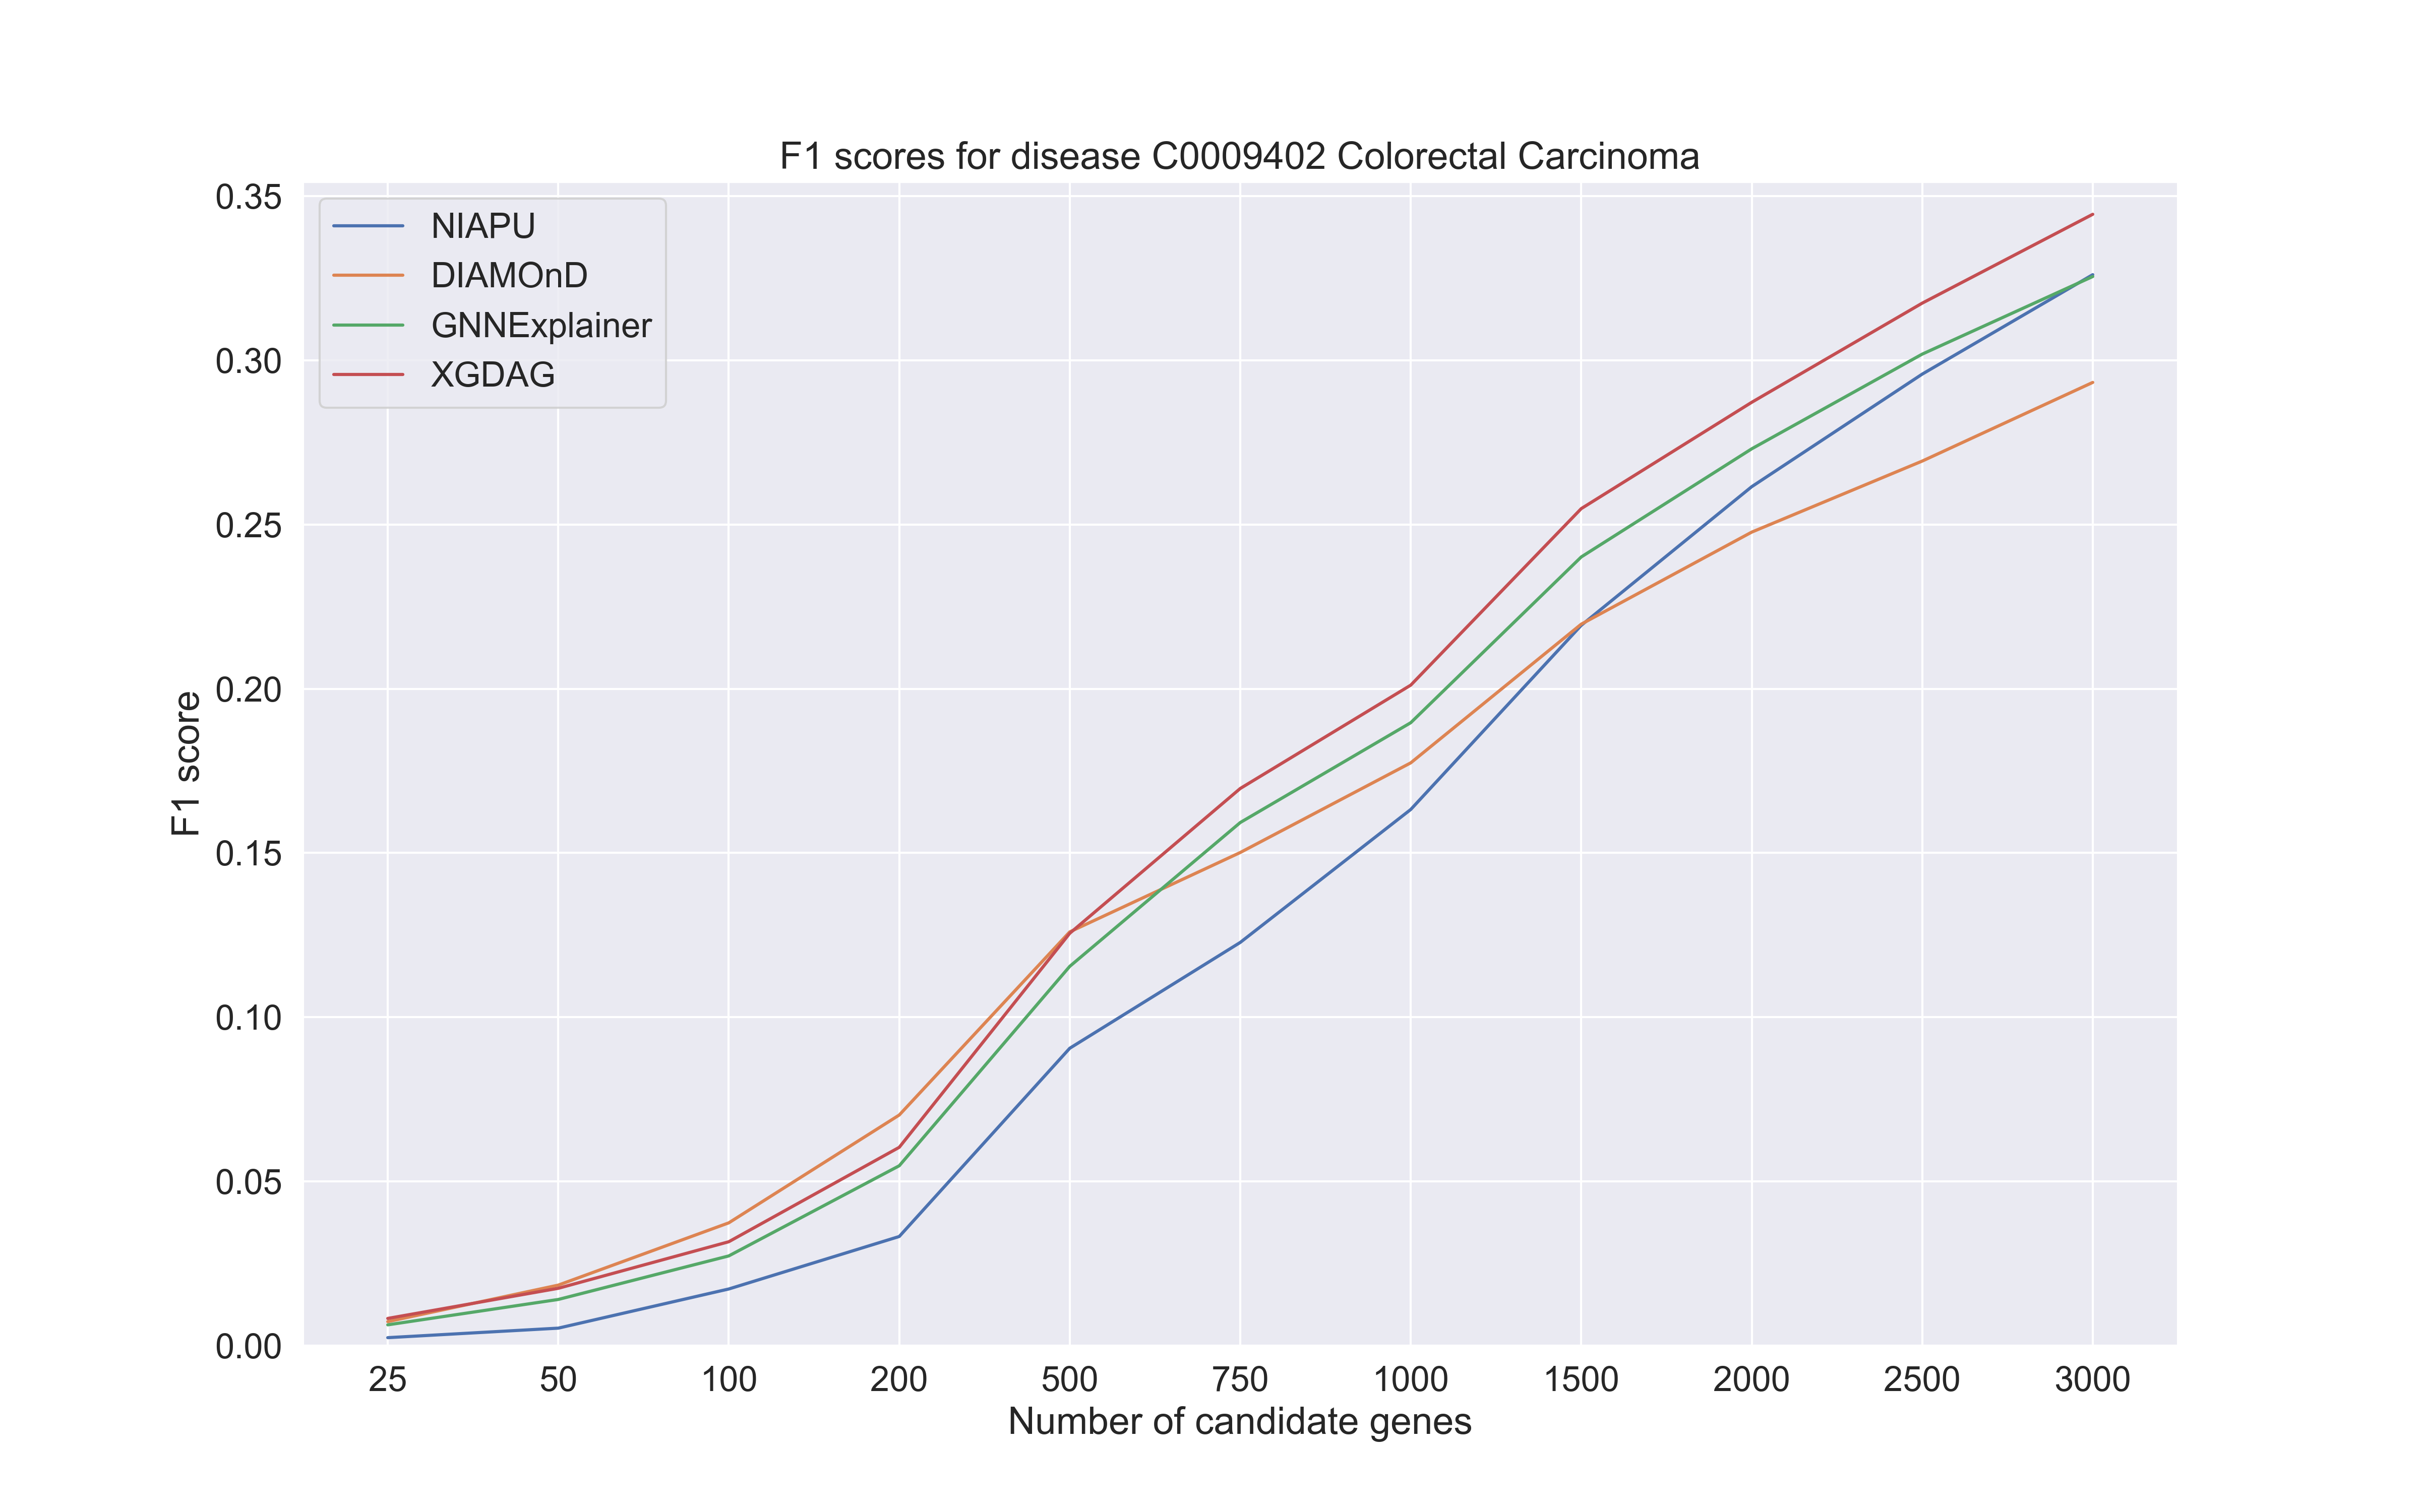 F1 scores for disease C0009402 Colorectal Carcinoma
NIAPU
DIAMOnD
GNNExplainer
XGDAG
F1 score
0.35
0.30
0.25
0.20
0.15
0.10
0.05
0.00
25 50 100 200 500 750 1000 1500 2000 2500 3000
Number of candidate genes